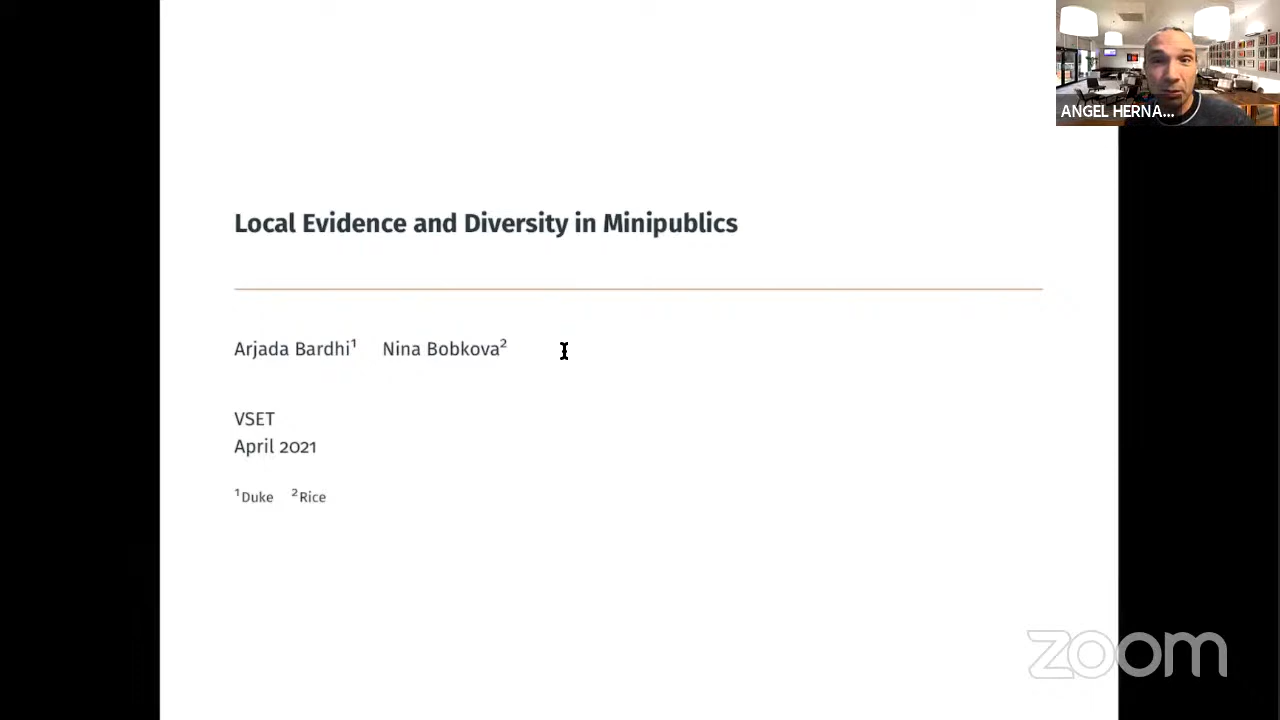 ANGEL HERNA...
Local Evidence and Diversity in Minipublics
Arjada Bardhi¹ Nina Bobkova²
VSET
April 2021
¹Duke ²Rice
zoom